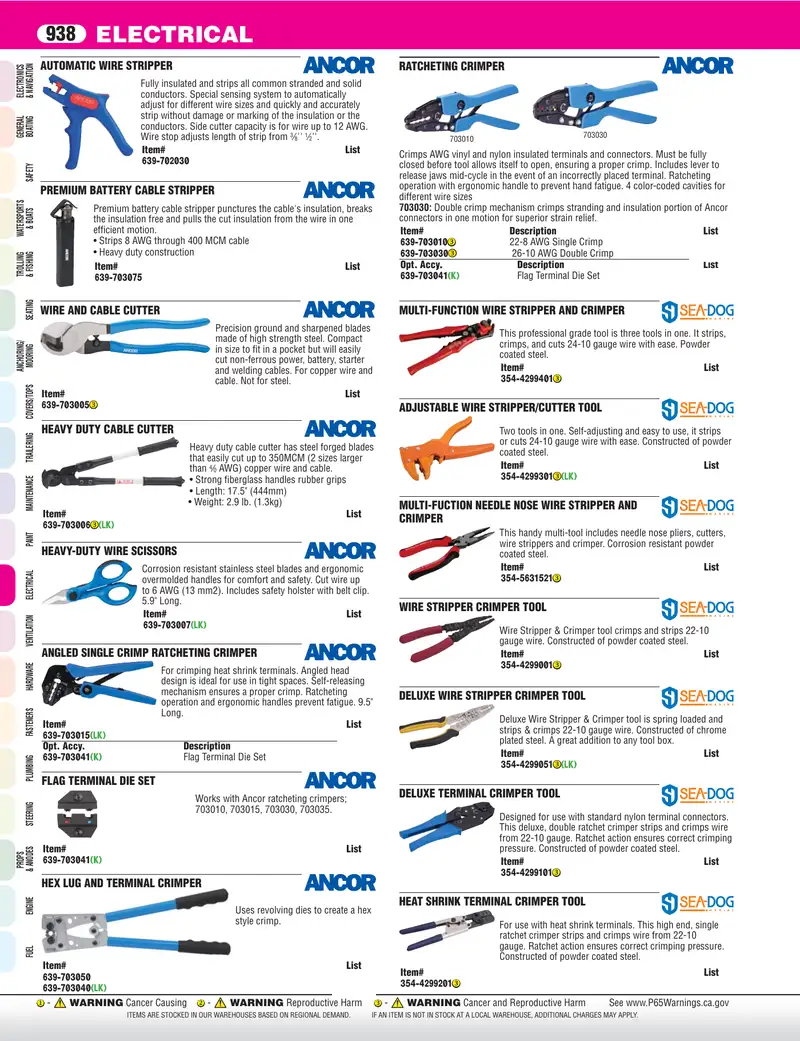 938 ELECTRICAL
ELECTRONICS
& NAVIGATION
GENERAL
SEATING
SAFETY
WATERSPORTS
& BOATS
TROLLING
& FISHING
SEATING
ANCHORING/
MOORING
COVERS/TOPS
TRAILERING
MAINTENANCE
PAINT
ELECTRICAL
VENTILATION
HARDWARE
FASTENERS
PLUMBING
STEERING
PROPS
& ANODES
ENGINE
FUEL
AUTOMATIC WIRE STRIPPER
ANCOR
Fully insulated and strips all common stranded and solid
conductors. Special sensing system to automatically
adjust for different wire sizes and quickly and accurately
strip without damage or marking of the insulation or the
conductors. Side cutter capacity is for wire up to 12 AWG.
Wire stop adjusts length of strip from ⅜'' ½''.
Item# List
639-702030
PREMIUM BATTERY CABLE STRIPPER
ANCOR
Premium battery cable stripper punctures the cable's insulation, breaks
the insulation free and pulls the cut insulation from the wire in one
efficient motion.
• Strips 8 AWG through 400 MCM cable
• Heavy duty construction
Item# List
639-703075
WIRE AND CABLE CUTTER
ANCOR
Precision ground and sharpened blades
made of high strength steel. Compact
in size to fit in a pocket but will easily
cut non-ferrous power, battery, starter
and welding cables. For copper wire and
cable. Not for steel.
Item# List
639-703005 3
HEAVY DUTY CABLE CUTTER
ANCOR
Heavy duty cable cutter has steel forged blades
that easily cut up to 350MCM (2 sizes larger
than AWG) copper wire and cable.
• Strong fiberglass handles rubber grips
• Length: 17.5" (444mm)
• Weight: 2.9 lb. (1.3kg)
Item# List
639-703006 3 (LK)
HEAVY-DUTY WIRE SCISSORS
ANCOR
Corrosion resistant stainless steel blades and ergonomic
overmolded handles for comfort and safety. Cut wire up
to 6 AWG (13 mm2). Includes safety holster with belt clip.
5.9" Long.
Item# List
639-703007(LK)
ANGLED SINGLE CRIMP RATCHETING CRIMPER
ANCOR
For crimping heat shrink terminals. Angled head
design is ideal for use in tight spaces. Self-releasing
mechanism ensures a proper crimp. Ratcheting
operation and ergonomic handles prevent fatigue. 9.5"
Long.
Item# List
639-703015(LK)
Opt. Accy. Description
639-703041(K) Flag Terminal Die Set
FLAG TERMINAL DIE SET
ANCOR
Works with Ancor ratcheting crimpers;
703010, 703015, 703030, 703035.
Item# List
639-703041(K)
HEX LUG AND TERMINAL CRIMPER
ANCOR
Uses revolving dies to create a hex
style crimp.
Item# List
639-703050
639-703040(LK)
RATCHETING CRIMPER
ANCOR
703010
703030
Crimps AWG vinyl and nylon insulated terminals and connectors. Must be fully
closed before tool allows itself to open, ensuring a proper crimp. Includes lever to
release jaws mid-cycle in the event of an incorrectly placed terminal. Ratcheting
operation with ergonomic handle to prevent hand fatigue. 4 color-coded cavities for
different wire sizes
703030: Double crimp mechanism crimps stranding and insulation portion of Ancor
connectors in one motion for superior strain relief.
Item# Description List
639-703010 3 22-8 AWG Single Crimp
639-703030 3 26-10 AWG Double Crimp
Opt. Accy. Description List
639-703041(K) Flag Terminal Die Set
MULTI-FUNCTION WIRE STRIPPER AND CRIMPER
SEA-DOG
This professional grade tool is three tools in one. It strips,
crimps, and cuts 24-10 gauge wire with ease. Powder
coated steel.
Item# List
354-4299401 3
ADJUSTABLE WIRE STRIPPER/CUTTER TOOL
SEA-DOG
Two tools in one. Self-adjusting and easy to use, it strips
or cuts 24-10 gauge wire with ease. Constructed of powder
coated steel.
Item# List
354-4299301 3 (LK)
MULTI-FUCTION NEEDLE NOSE WIRE STRIPPER AND
CRIMPER
SEA-DOG
This handy multi-tool includes needle nose pliers, cutters,
wire strippers and crimper. Corrosion resistant powder
coated steel.
Item# List
354-5631521 3
WIRE STRIPPER CRIMPER TOOL
SEA-DOG
Wire Stripper & Crimper tool crimps and strips 22-10
gauge wire. Constructed of powder coated steel.
Item# List
354-4299001 3
DELUXE WIRE STRIPPER CRIMPER TOOL
SEA-DOG
Deluxe Wire Stripper & Crimper tool is spring loaded and
strips & crimps 22-10 gauge wire. Constructed of chrome
plated steel. A great addition to any tool box.
Item# List
354-4299051 3 (LK)
DELUXE TERMINAL CRIMPER TOOL
SEA-DOG
Designed for use with standard nylon terminal connectors.
This deluxe, double ratchet crimper strips and crimps wire
from 22-10 gauge. Ratchet action ensures correct crimping
pressure. Constructed of powder coated steel.
Item# List
354-4299101 3
HEAT SHRINK TERMINAL CRIMPER TOOL
SEA-DOG
For use with heat shrink terminals. This high end, single
ratchet crimper strips and crimps wire from 22-10
gauge. Ratchet action ensures correct crimping pressure.
Constructed of powder coated steel.
Item# List
354-4299201 3
1 - WARNING Cancer Causing 2 - WARNING Reproductive Harm 3 - WARNING Cancer and Reproductive Harm See www.P65Warnings.ca.gov
ITEMS ARE STOCKED IN OUR WAREHOUSES BASED ON REGIONAL DEMAND. IF AN ITEM IS NOT IN STOCK AT A LOCAL WAREHOUSE, ADDITIONAL CHARGES MAY APPLY.